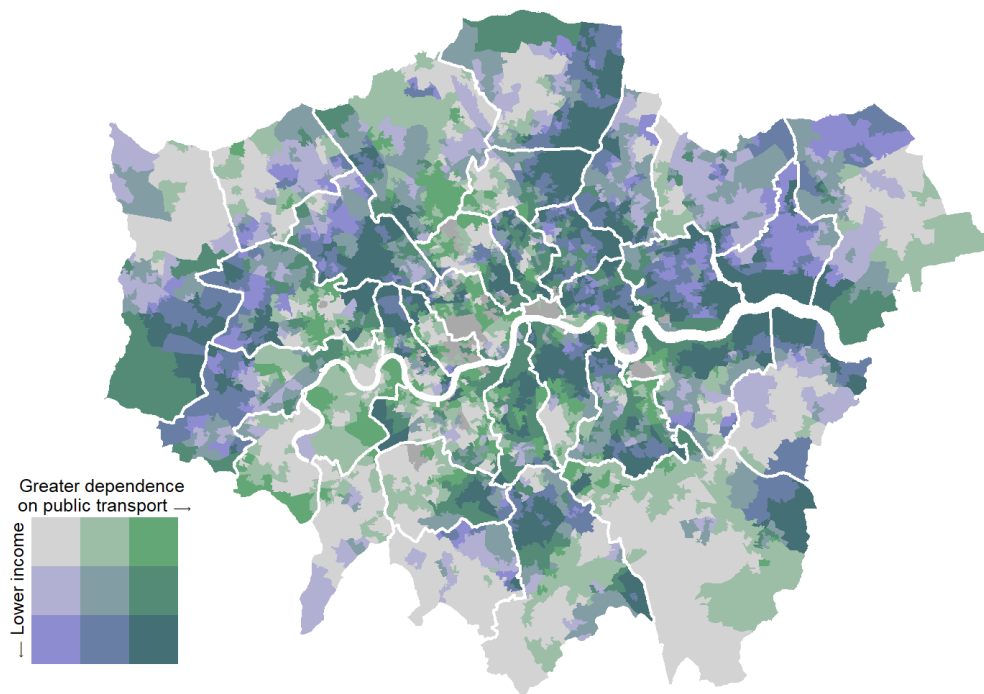 Greater dependence
on public transport →
← Lower income